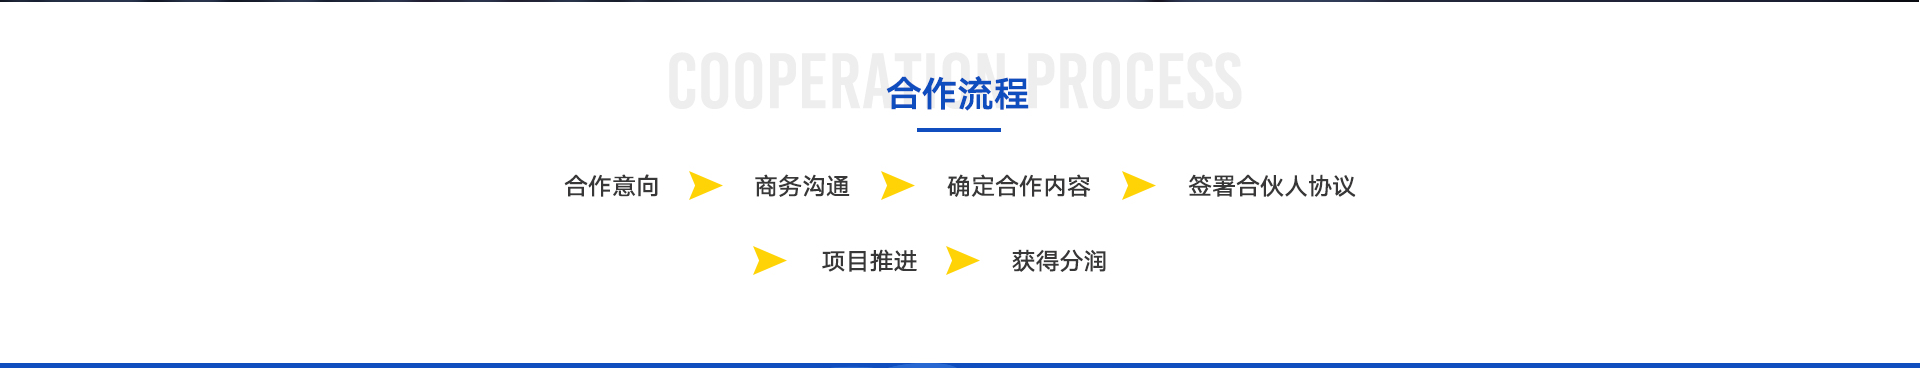 COOPERATION PROCESS
合作流程
合作意向 商务沟通 确定合作内容 签署合伙人协议
项目推进 获得分润